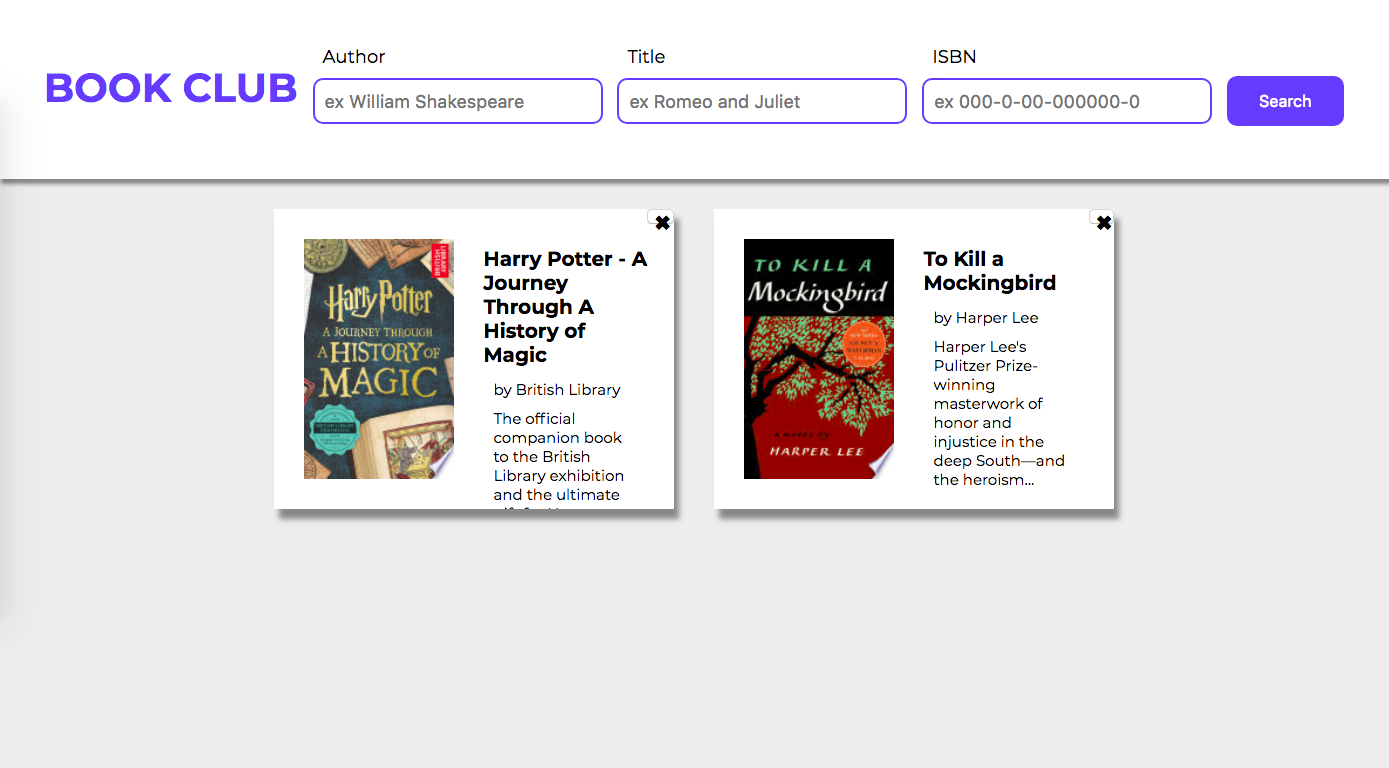 Author
Title
ISBN
BOOK CLUB
ex William Shakespeare
ex Romeo and Juliet
ex 000-0-00-000000-0
Search
✖
LIBRARY
Harry Potter
A JOURNEY THROUGH
A HISTORY OF
MAGIC
Harry Potter - A
Journey
Through A
History of
Magic
by British Library
The official
companion book
to the British
Library exhibition
and the ultimate
✖
TO KILL A
Mockingbird
GO SET A
WATCHMAN
a novel by
HARPER LEE
To Kill a
Mockingbird
by Harper Lee
Harper Lee's
Pulitzer Prize-
winning
masterwork of
honor and
injustice in the
deep South—and
the heroism...